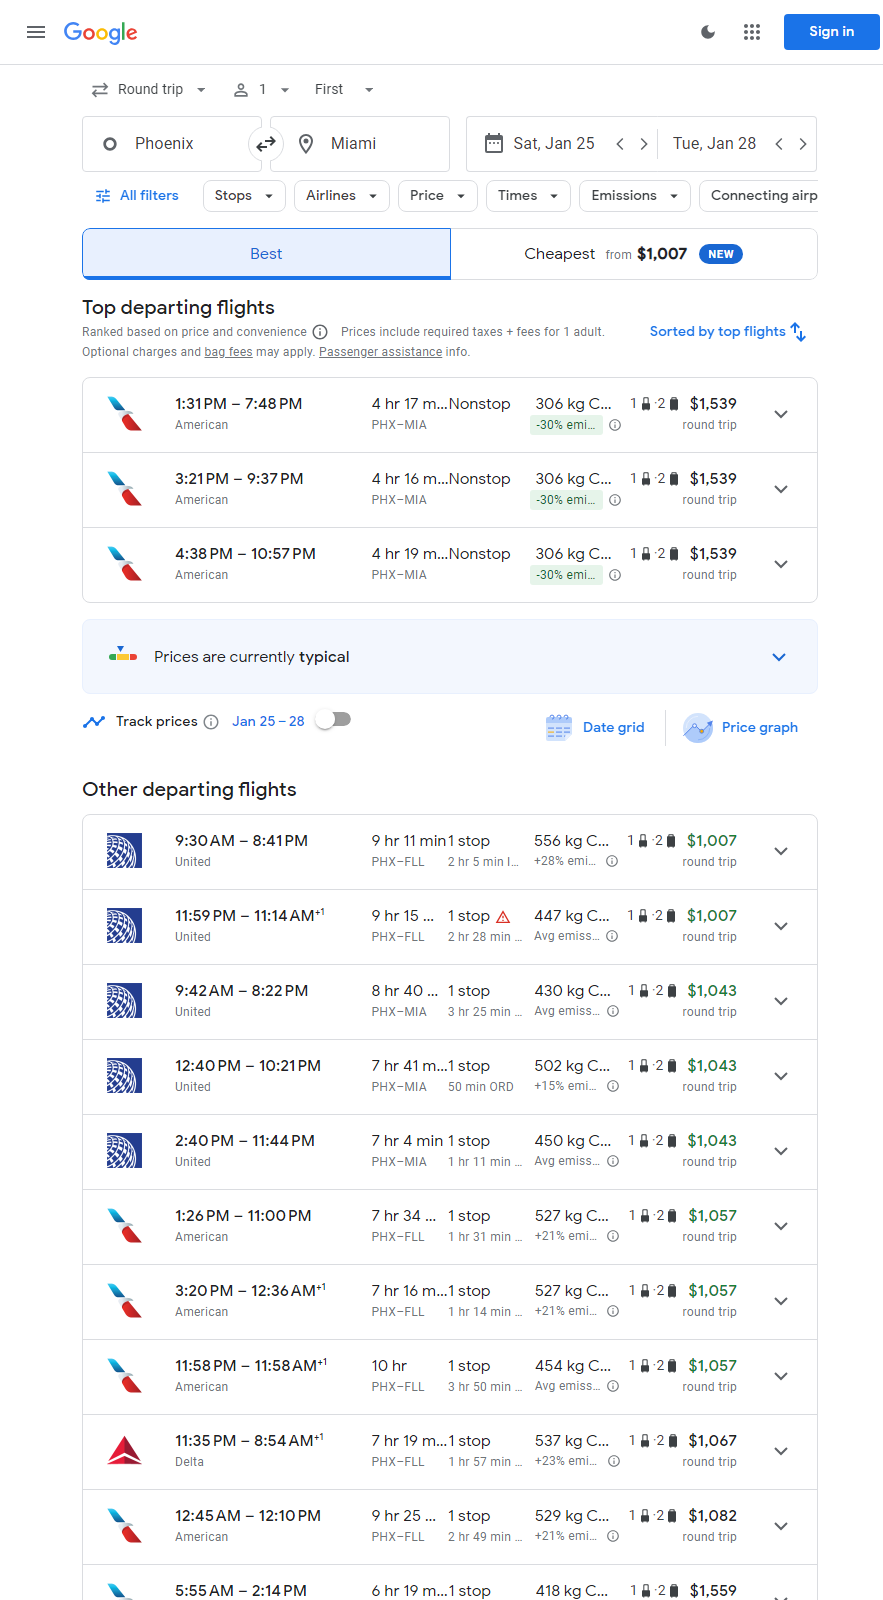 Google
Sign in
Round trip 1 First
Phoenix Miami Sat, Jan 25 Tue, Jan 28
All filters Stops Airlines Price Times Emissions Connecting airp
Best Cheapest from $1,007 NEW
Top departing flights
Ranked based on price and convenience Prices include required taxes + fees for 1 adult.
Optional charges and bag fees may apply. Passenger assistance info.
Sorted by top flights
1:31 PM – 7:48 PM 4 hr 17 m... Nonstop 306 kg C... 1 · 2 $1,539
American PHX–MIA -30% emi... round trip
3:21 PM – 9:37 PM 4 hr 16 m... Nonstop 306 kg C... 1 · 2 $1,539
American PHX–MIA -30% emi... round trip
4:38 PM – 10:57 PM 4 hr 19 m... Nonstop 306 kg C... 1 · 2 $1,539
American PHX–MIA -30% emi... round trip
Prices are currently typical
Track prices Jan 25 – 28 Date grid Price graph
Other departing flights
9:30 AM – 8:41 PM 9 hr 11 min 1 stop 556 kg C... 1 · 2 $1,007
United PHX–FLL 2 hr 5 min I... +28% emi... round trip
11:59 PM – 11:14 AM+1 9 hr 15 ... 1 stop 447 kg C... 1 · 2 $1,007
United PHX–FLL 2 hr 28 min ... Avg emiss... round trip
9:42 AM – 8:22 PM 8 hr 40 ... 1 stop 430 kg C... 1 · 2 $1,043
United PHX–MIA 3 hr 25 min ... Avg emiss... round trip
12:40 PM – 10:21 PM 7 hr 41 m... 1 stop 502 kg C... 1 · 2 $1,043
United PHX–MIA 50 min ORD +15% emi... round trip
2:40 PM – 11:44 PM 7 hr 4 min 1 stop 450 kg C... 1 · 2 $1,043
United PHX–MIA 1 hr 11 min ... Avg emiss... round trip
1:26 PM – 11:00 PM 7 hr 34 ... 1 stop 527 kg C... 1 · 2 $1,057
American PHX–FLL 1 hr 31 min ... +21% emi... round trip
3:20 PM – 12:36 AM+1 7 hr 16 m... 1 stop 527 kg C... 1 · 2 $1,057
American PHX–FLL 1 hr 14 min ... +21% emi... round trip
11:58 PM – 11:58 AM+1 10 hr 1 stop 454 kg C... 1 · 2 $1,057
American PHX–FLL 3 hr 50 min ... Avg emiss... round trip
11:35 PM – 8:54 AM+1 7 hr 19 m... 1 stop 537 kg C... 1 · 2 $1,067
Delta PHX–FLL 1 hr 57 min ... +23% emi... round trip
12:45 AM – 12:10 PM 9 hr 25 ... 1 stop 529 kg C... 1 · 2 $1,082
American PHX–FLL 2 hr 49 min ... +21% emi... round trip
5:55 AM – 2:14 PM 6 hr 19 m... 1 stop 418 kg C... 1 · 2 $1,559